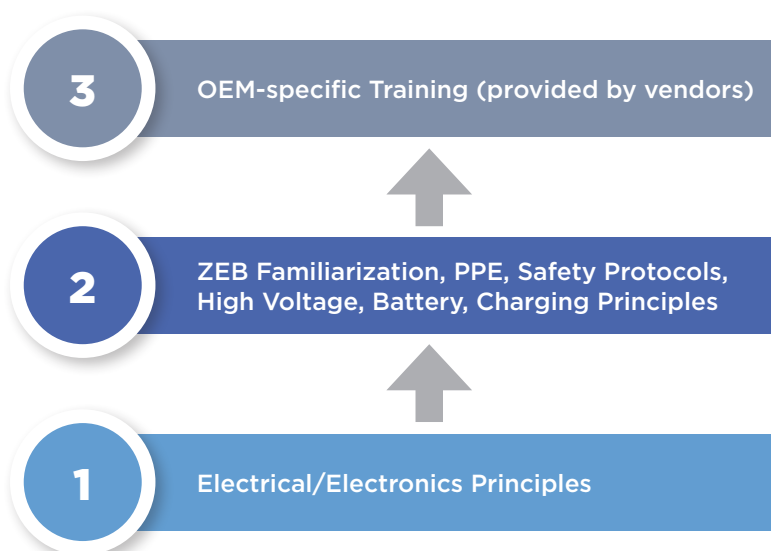 3
OEM-specific Training (provided by vendors)
2
ZEB Familiarization, PPE, Safety Protocols,
High Voltage, Battery, Charging Principles
1
Electrical/Electronics Principles